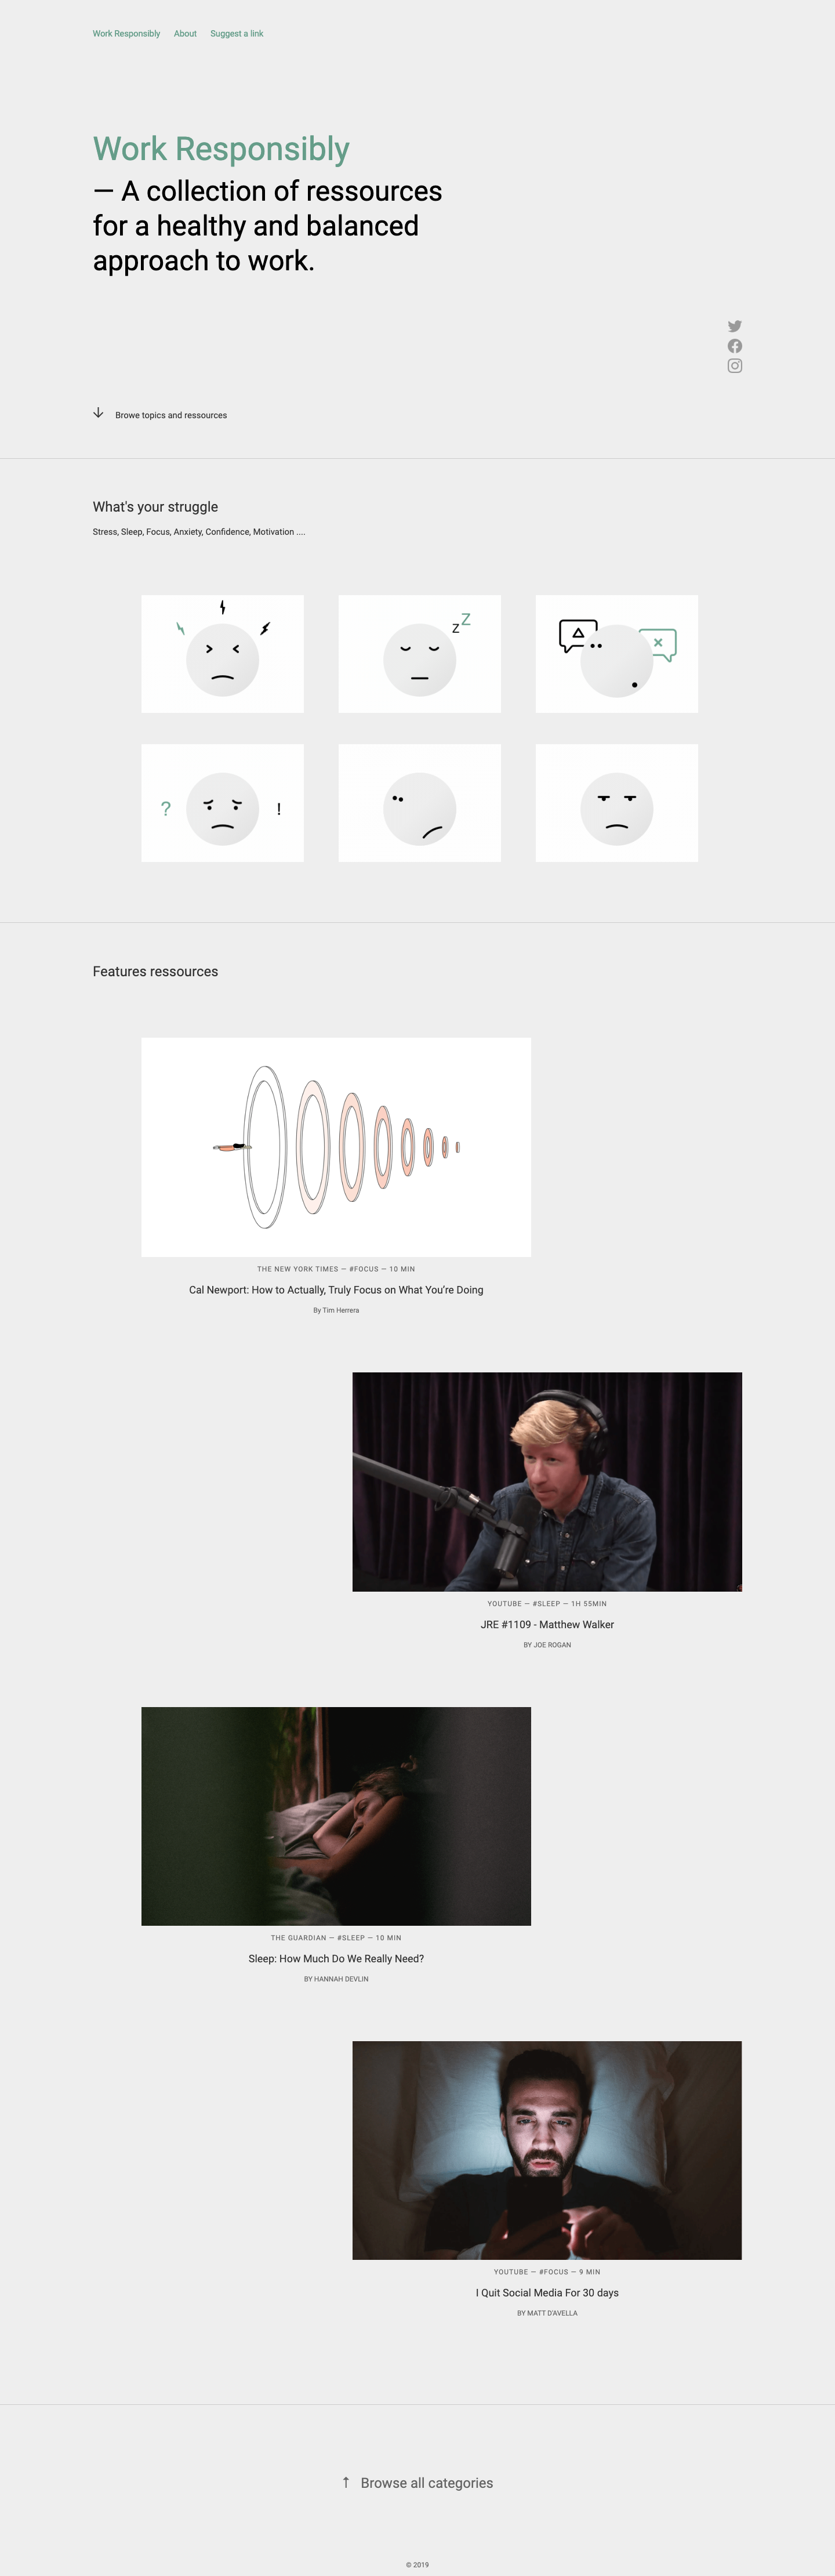 Work Responsibly About Suggest a link
Work Responsibly
— A collection of ressources
for a healthy and balanced
approach to work.
Browe topics and ressources
What's your struggle
Stress, Sleep, Focus, Anxiety, Confidence, Motivation ....
z Z
? !
Features ressources
THE NEW YORK TIMES — #FOCUS — 10 MIN
Cal Newport: How to Actually, Truly Focus on What You’re Doing
By Tim Herrera
YOUTUBE — #SLEEP — 1H 55MIN
JRE #1109 - Matthew Walker
BY JOE ROGAN
THE GUARDIAN — #SLEEP — 10 MIN
Sleep: How Much Do We Really Need?
BY HANNAH DEVLIN
YOUTUBE — #FOCUS — 9 MIN
I Quit Social Media For 30 days
BY MATT D'AVELLA
Browse all categories
© 2019